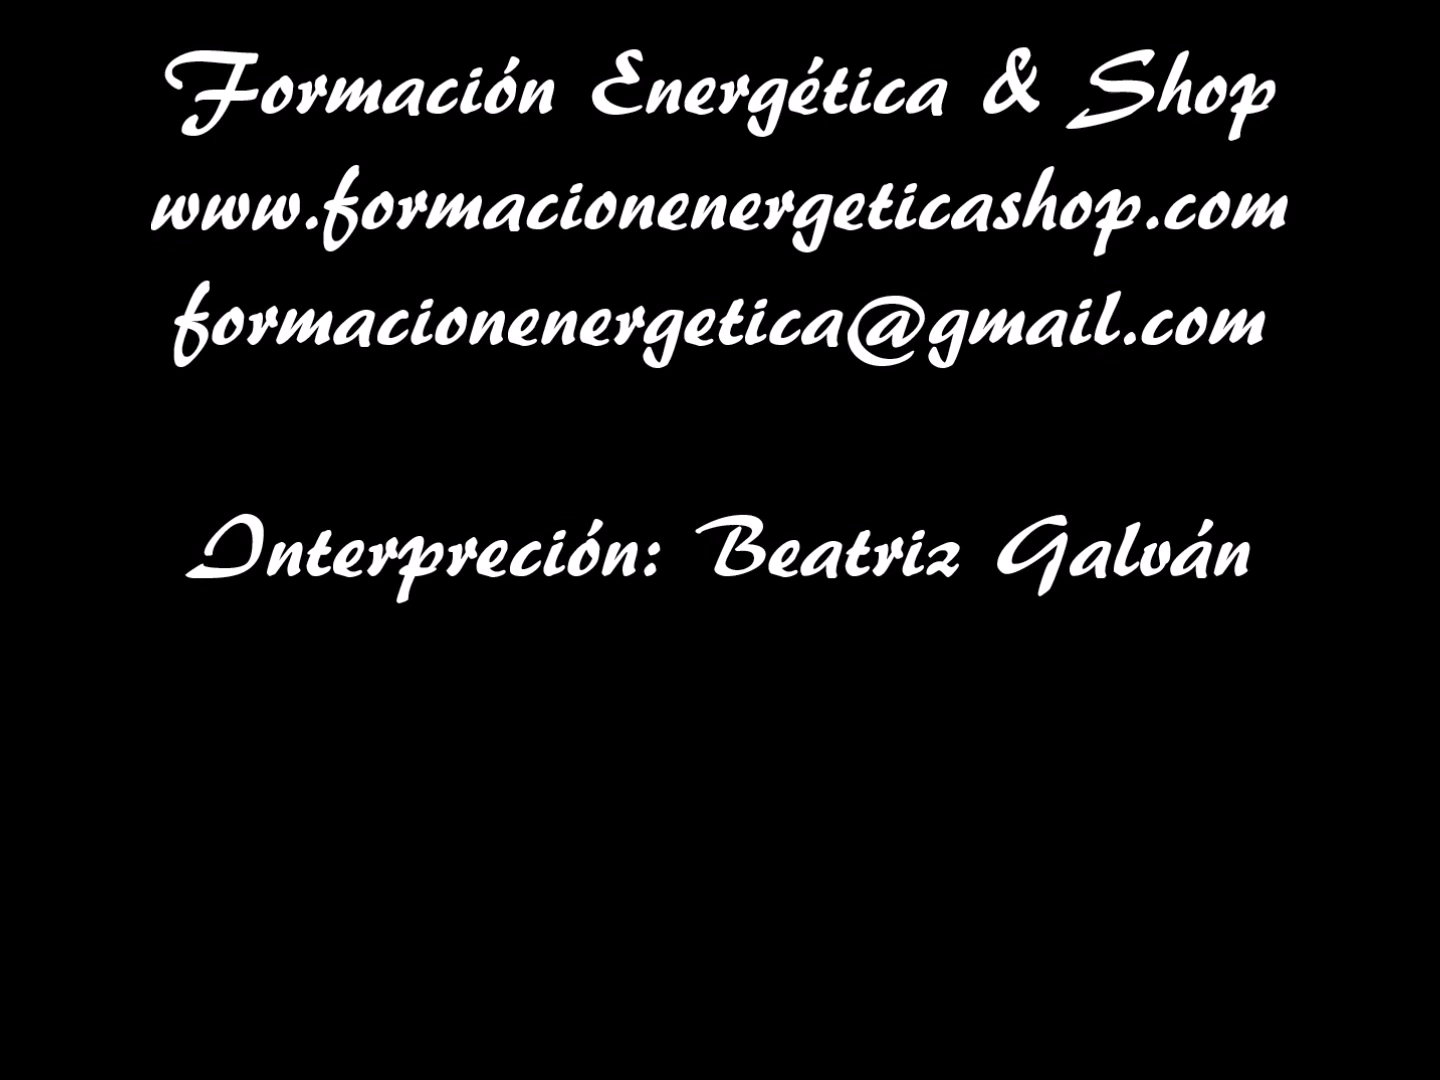 Formación Energética & Shop
www.formacionenergeticashop.com
formacionenergetica@gmail.com
Interpreción: Beatriz Galván